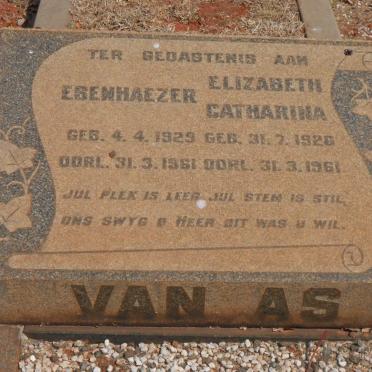 TER GEDAGTENIS AAN
EBENHAEZER ELIZABETH CATHARINA
GEB. 4. 4. 1929 GEB. 31. 7. 1926
OORL. 31. 3. 1961 OORL. 31. 3. 1961
JUL PLEK IS LEEG, JUL STEM IS STIL,
ONS SWYG O HEER DIT WAS U WIL.
VAN AS